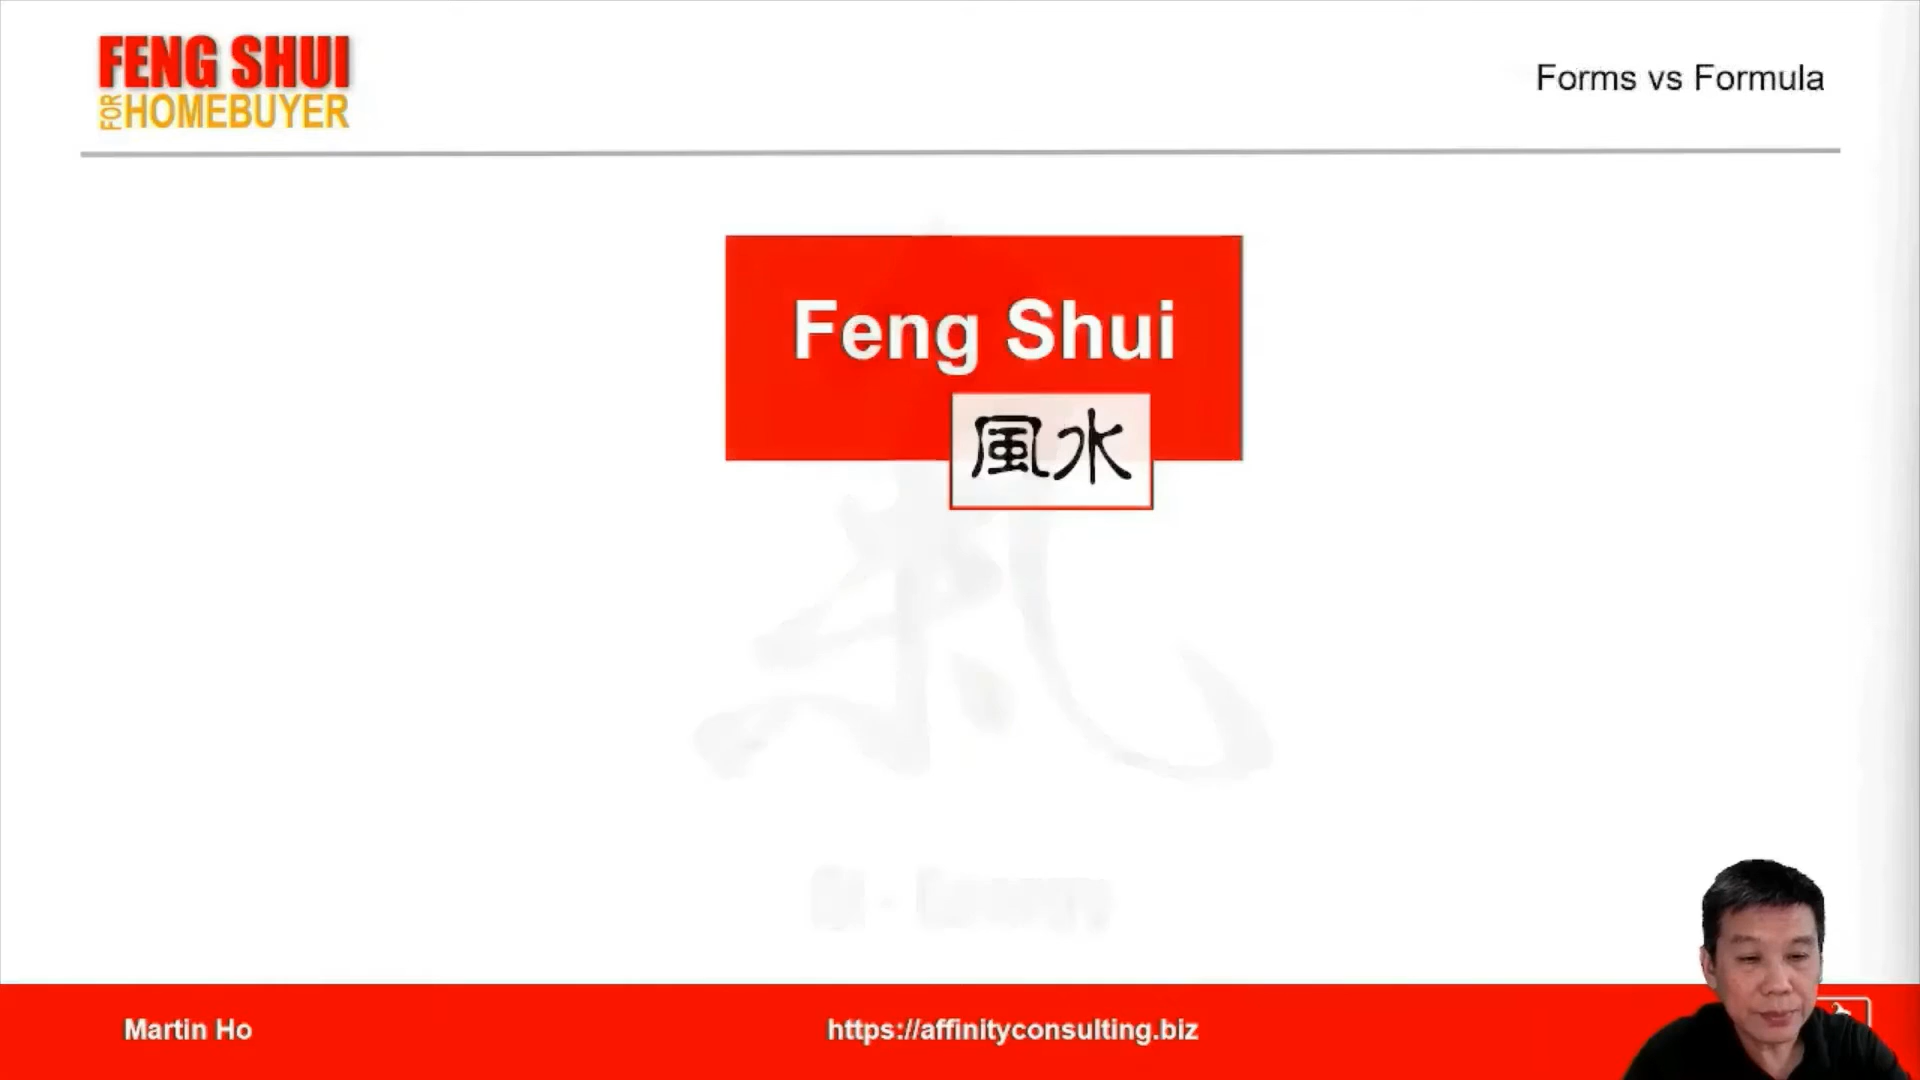 FENG SHUI
FOR HOMEBUYER
Forms vs Formula
Feng Shui
風水
Martin Ho
https://affinityconsulting.biz